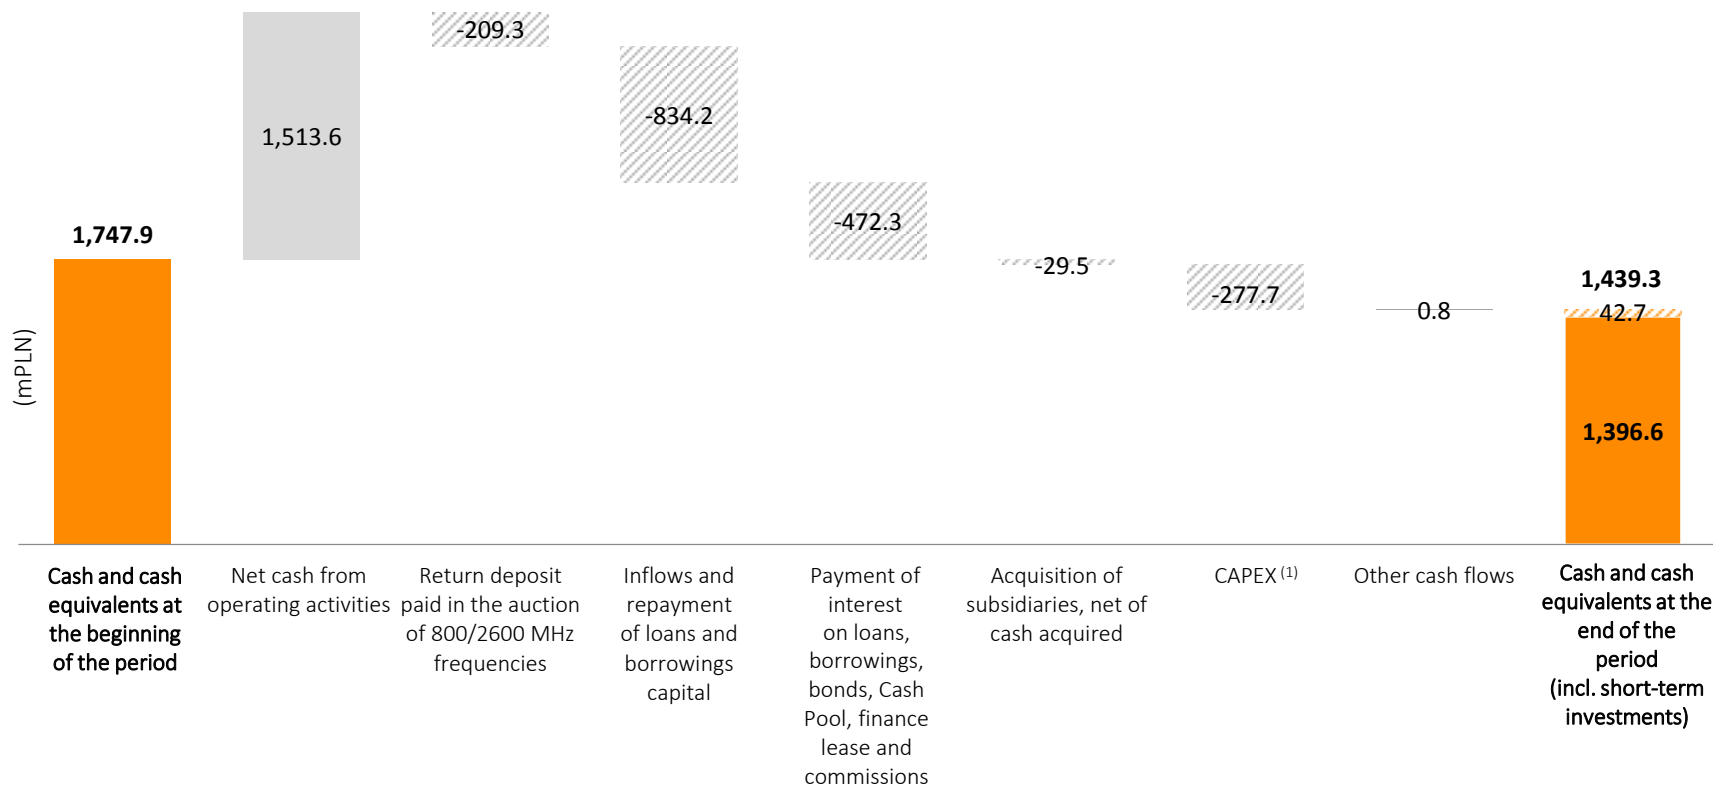 1,747.9
1,513.6
-209.3
-834.2
-472.3
-29.5
-277.7
0.8
1,439.3
42.7
1,396.6
(mPLN)
Cash and cash
equivalents at
the beginning
of the period
Net cash from
operating activities
Return deposit
paid in the auction
of 800/2600 MHz
frequencies
Inflows and
repayment
of loans and
borrowings
capital
Payment of
interest
on loans,
borrowings,
bonds, Cash
Pool, finance
lease and
commissions
Acquisition of
subsidiaries, net of
cash acquired
CAPEX (1)
Other cash flows
Cash and cash
equivalents at the
end of the
period
(incl. short-term
investments)